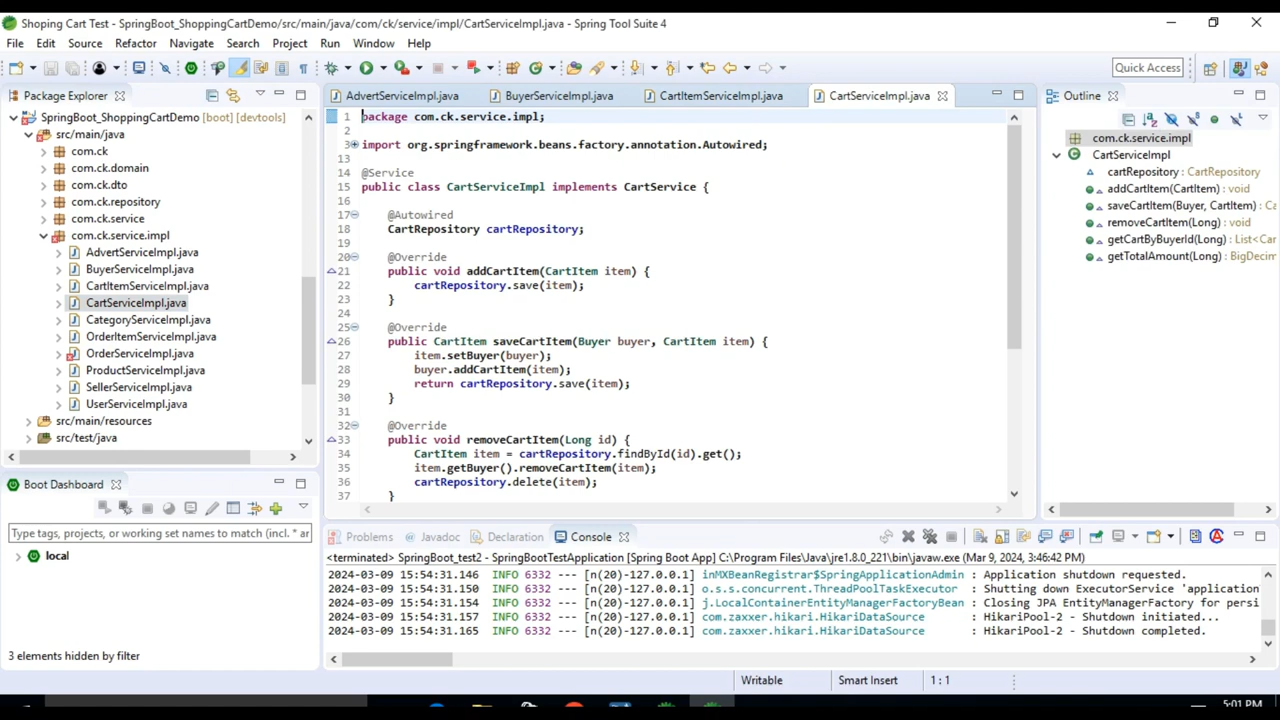 Shoping Cart Test - SpringBoot_ShoppingCartDemo/src/main/java/com/ck/service/impl/CartServiceImpl.java - Spring Tool Suite 4
File Edit Source Refactor Navigate Search Project Run Window Help
Quick Access
Package Explorer
SpringBoot_ShoppingCartDemo [boot] [devtools]
src/main/java
com.ck
com.ck.domain
com.ck.dto
com.ck.repository
com.ck.service
com.ck.service.impl
AdvertServiceImpl.java
BuyerServiceImpl.java
CartItemServiceImpl.java
CartServiceImpl.java
CategoryServiceImpl.java
OrderItemServiceImpl.java
OrderServiceImpl.java
ProductServiceImpl.java
SellerServiceImpl.java
UserServiceImpl.java
src/main/resources
src/test/java
Boot Dashboard
Type tags, projects, or working set names to match (incl. * ar
local
3 elements hidden by filter
AdvertServiceImpl.java BuyerServiceImpl.java CartItemServiceImpl.java CartServiceImpl.java
1 package com.ck.service.impl;
2
3 import org.springframework.beans.factory.annotation.Autowired;
13
14 @Service
15 public class CartServiceImpl implements CartService {
16
17 @Autowired
18 CartRepository cartRepository;
19
20 @Override
21 public void addCartItem(CartItem item) {
22 cartRepository.save(item);
23 }
24
25 @Override
26 public CartItem saveCartItem(Buyer buyer, CartItem item) {
27 item.setBuyer(buyer);
28 buyer.addCartItem(item);
29 return cartRepository.save(item);
30 }
31
32 @Override
33 public void removeCartItem(Long id) {
34 CartItem item = cartRepository.findById(id).get();
35 item.getBuyer().removeCartItem(item);
36 cartRepository.delete(item);
37 }
Outline
com.ck.service.impl
CartServiceImpl
cartRepository : CartRepository
addCartItem(CartItem) : void
saveCartItem(Buyer, CartItem) : Ca
removeCartItem(Long) : void
getCartByBuyerId(Long) : List<Car
getTotalAmount(Long) : BigDecim
Problems Javadoc Declaration Console
<terminated> SpringBoot_test2 - SpringBootTestApplication [Spring Boot App] C:\Program Files\Java\jre1.8.0_221\bin\javaw.exe (Mar 9, 2024, 3:46:42 PM)
2024-03-09 15:54:31.146 INFO 6332 --- [n(20)-127.0.0.1] inMXBeanRegistrar$SpringApplicationAdmin : Application shutdown requested.
2024-03-09 15:54:31.150 INFO 6332 --- [n(20)-127.0.0.1] o.s.s.concurrent.ThreadPoolTaskExecutor : Shutting down ExecutorService 'application
2024-03-09 15:54:31.154 INFO 6332 --- [n(20)-127.0.0.1] j.LocalContainerEntityManagerFactoryBean : Closing JPA EntityManagerFactory for persi
2024-03-09 15:54:31.157 INFO 6332 --- [n(20)-127.0.0.1] com.zaxxer.hikari.HikariDataSource : HikariPool-2 - Shutdown initiated...
2024-03-09 15:54:31.165 INFO 6332 --- [n(20)-127.0.0.1] com.zaxxer.hikari.HikariDataSource : HikariPool-2 - Shutdown completed.
Writable Smart Insert 1 : 1
5:01 PM